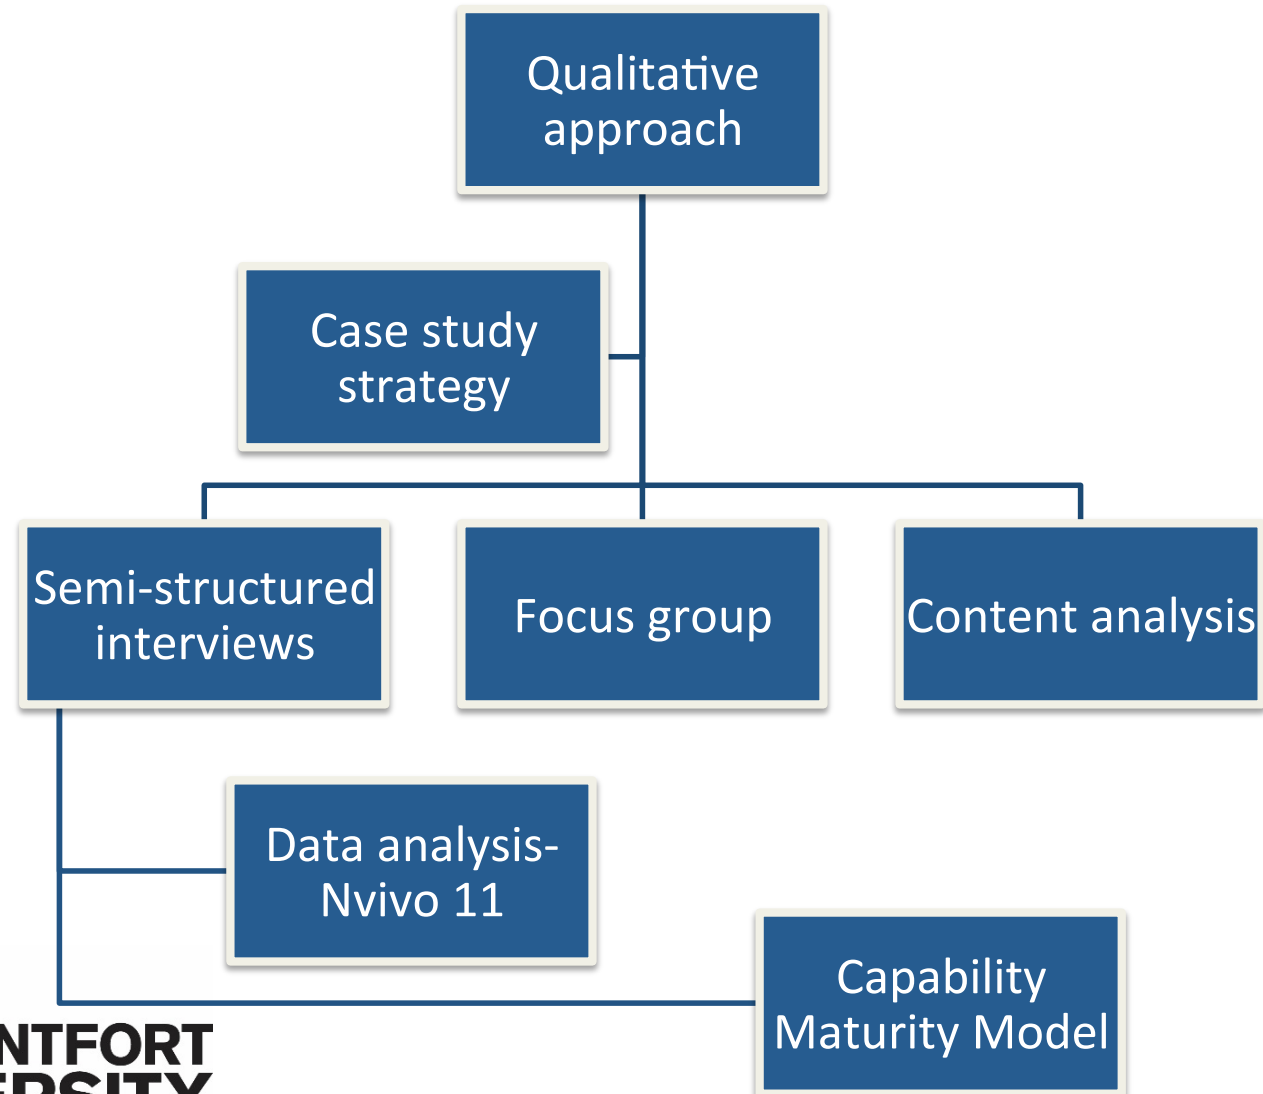 Qualitative
approach
Case study
strategy
Semi-structured
interviews
Focus group
Content analysis
Data analysis-
Nvivo 11
Capability
Maturity Model
NTFORT
ERSITY